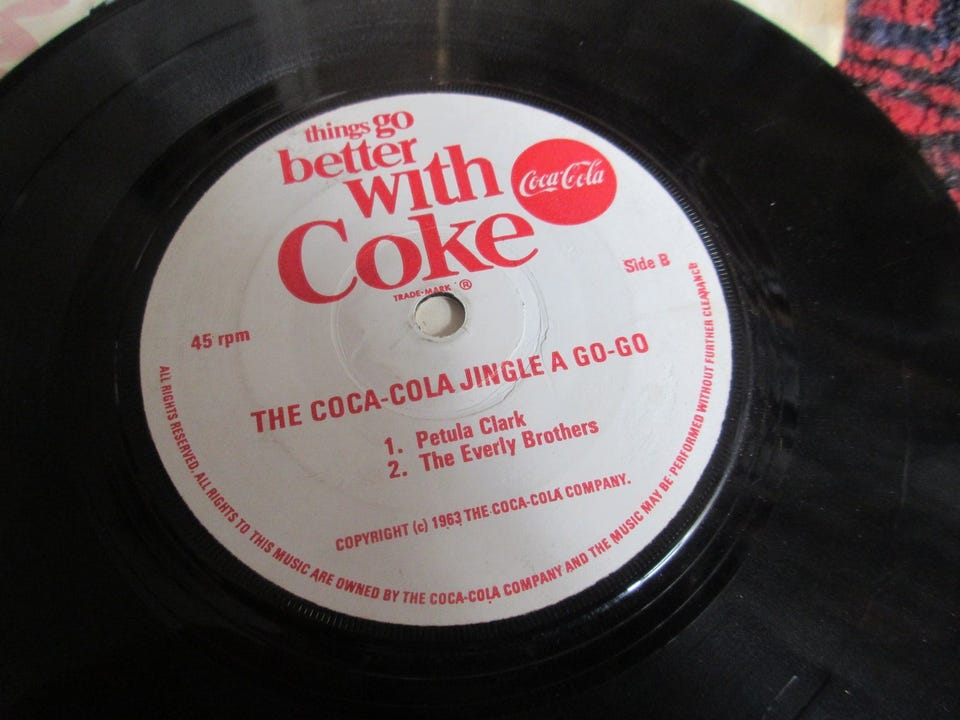 things go
better
with
Coke
Coca-Cola
TRADE-MARK ®
Side B
45 rpm
THE COCA-COLA JINGLE A GO-GO
1. Petula Clark
2. The Everly Brothers
COPYRIGHT (c) 1963 THE COCA-COLA COMPANY.
ALL RIGHTS RESERVED. ALL RIGHTS TO THIS MUSIC ARE OWNED BY THE COCA-COLA COMPANY AND THE MUSIC MAY BE PERFORMED WITHOUT FURTHER CLEARANCE